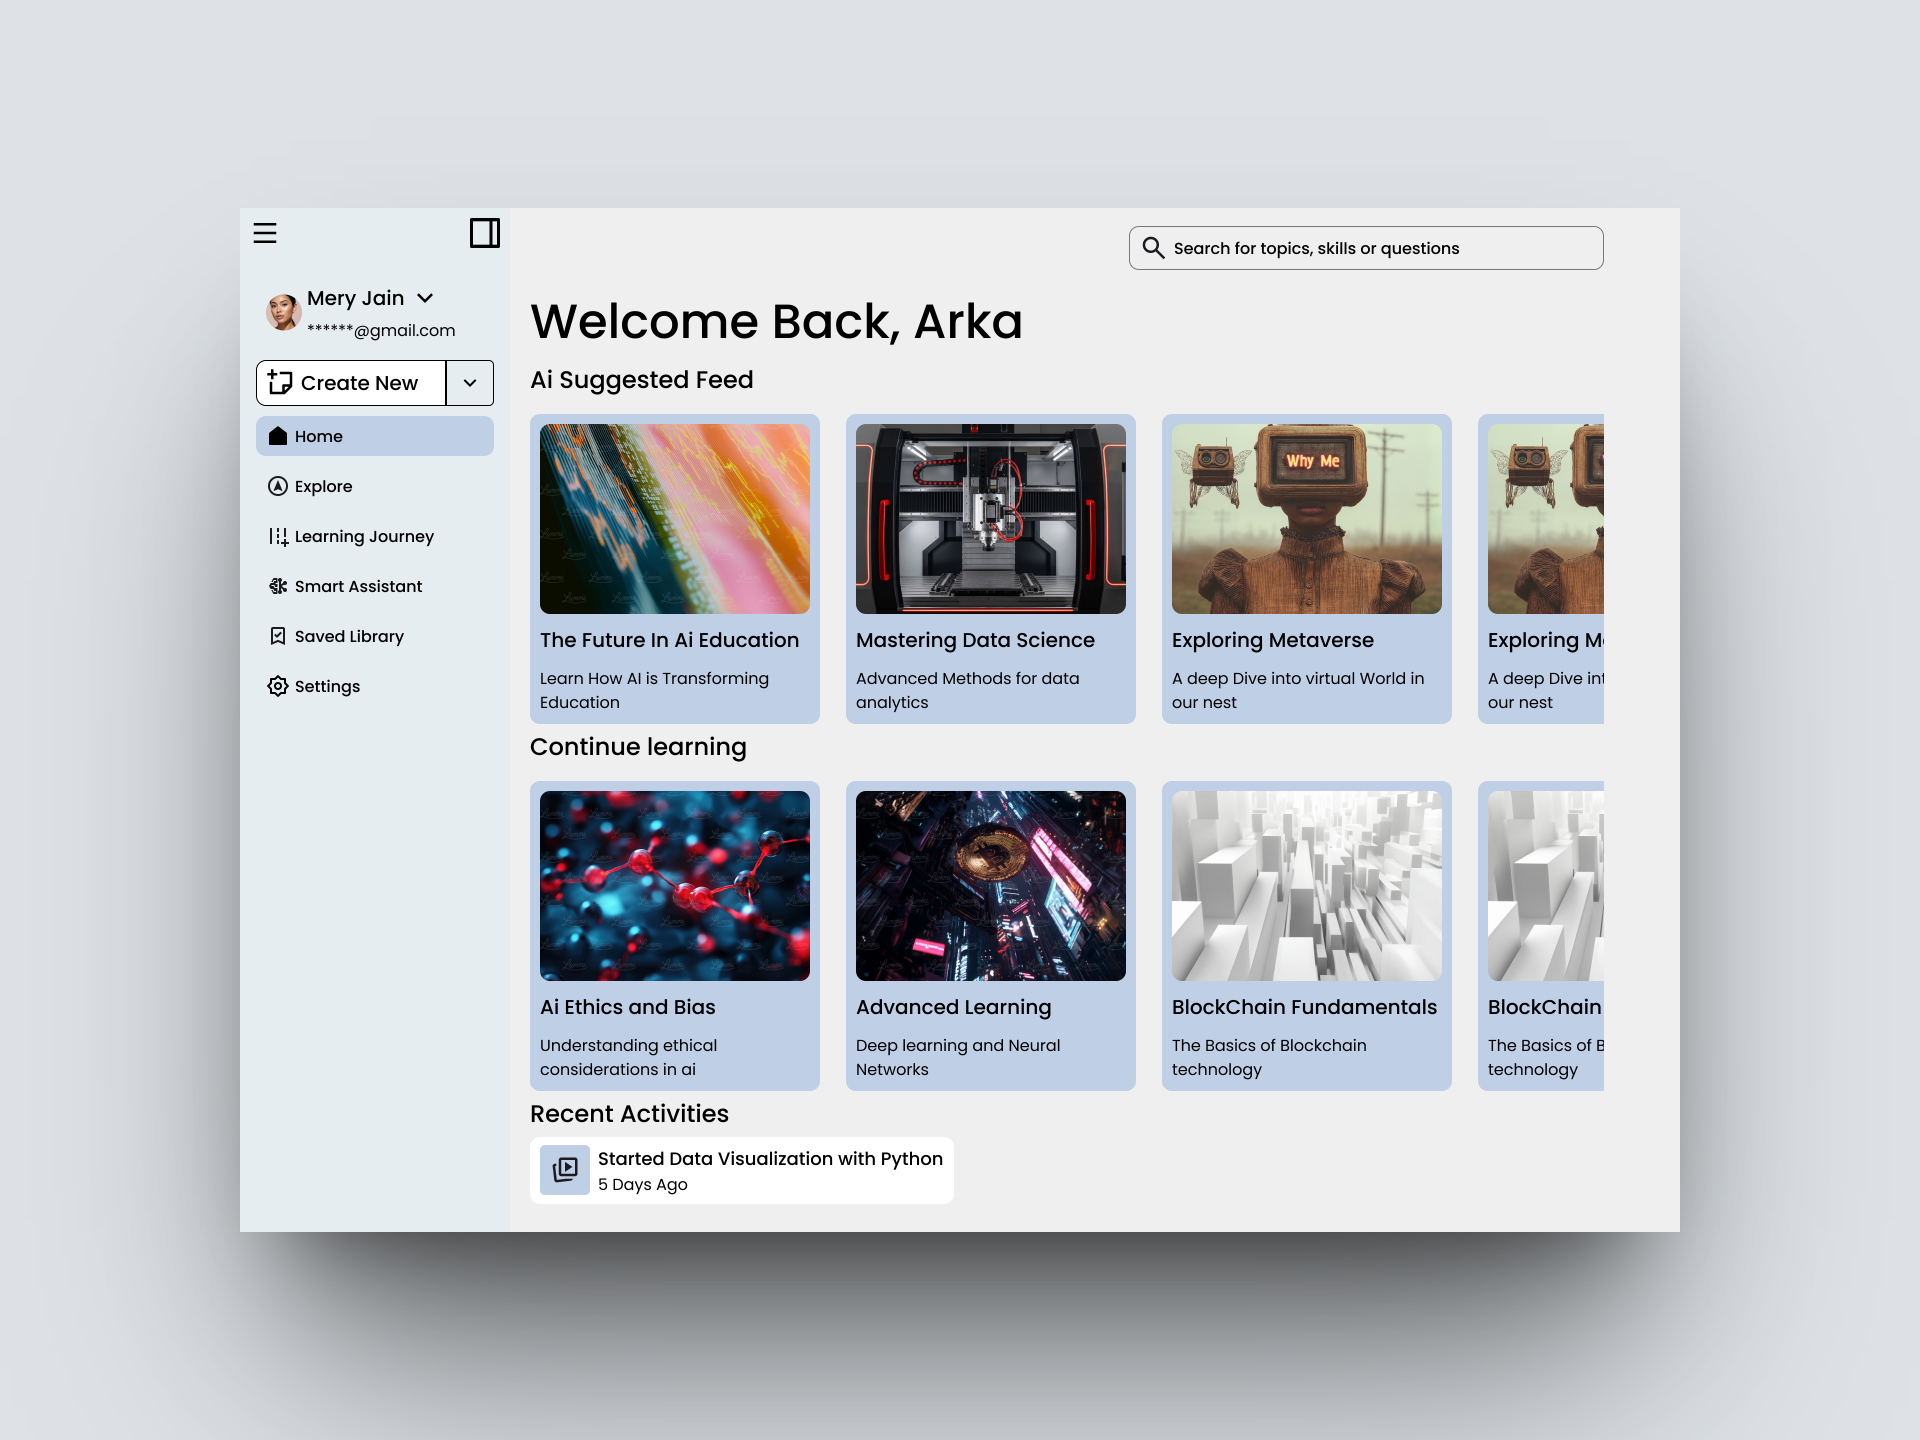 Mery Jain
******@gmail.com
Create New
Home
Explore
Learning Journey
Smart Assistant
Saved Library
Settings
Search for topics, skills or questions
Welcome Back, Arka
Ai Suggested Feed
Why Me
The Future In Ai Education
Learn How AI is Transforming
Education
Mastering Data Science
Advanced Methods for data
analytics
Exploring Metaverse
A deep Dive into virtual World in
our nest
Exploring M
A deep Dive int
our nest
Continue learning
Ai Ethics and Bias
Understanding ethical
considerations in ai
Advanced Learning
Deep learning and Neural
Networks
BlockChain Fundamentals
The Basics of Blockchain
technology
BlockChain
The Basics of B
technology
Recent Activities
Started Data Visualization with Python
5 Days Ago